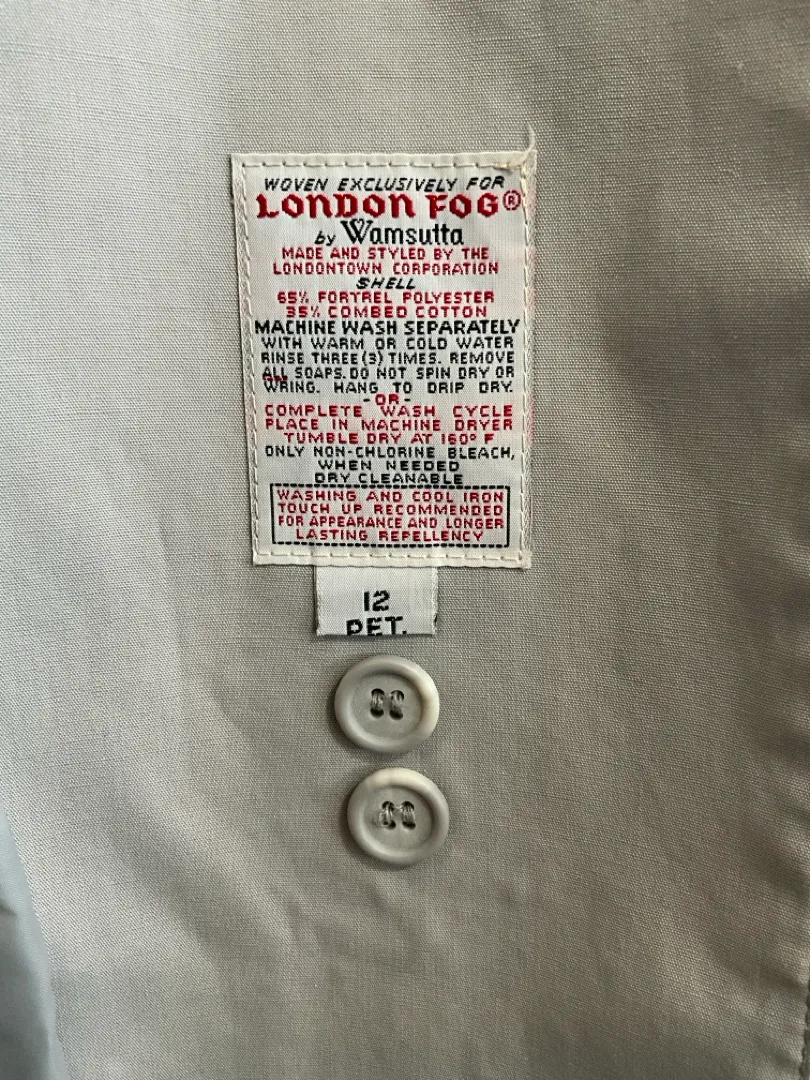 WOVEN EXCLUSIVELY FOR
LONDON FOG®
by Wamsutta
MADE AND STYLED BY THE
LONDONTOWN CORPORATION
SHELL
65% FORTREL POLYESTER
35% COMBED COTTON
MACHINE WASH SEPARATELY
WITH WARM OR COLD WATER
RINSE THREE (3) TIMES. REMOVE
ALL SOAPS. DO NOT SPIN DRY OR
WRING. HANG TO DRIP DRY.
-OR-
COMPLETE WASH CYCLE
PLACE IN MACHINE DRYER
TUMBLE DRY AT 160° F
ONLY NON-CHLORINE BLEACH,
WHEN NEEDED
DRY CLEANABLE
WASHING AND COOL IRON
TOUCH UP RECOMMENDED
FOR APPEARANCE AND LONGER
LASTING REPELLENCY
12
PET.